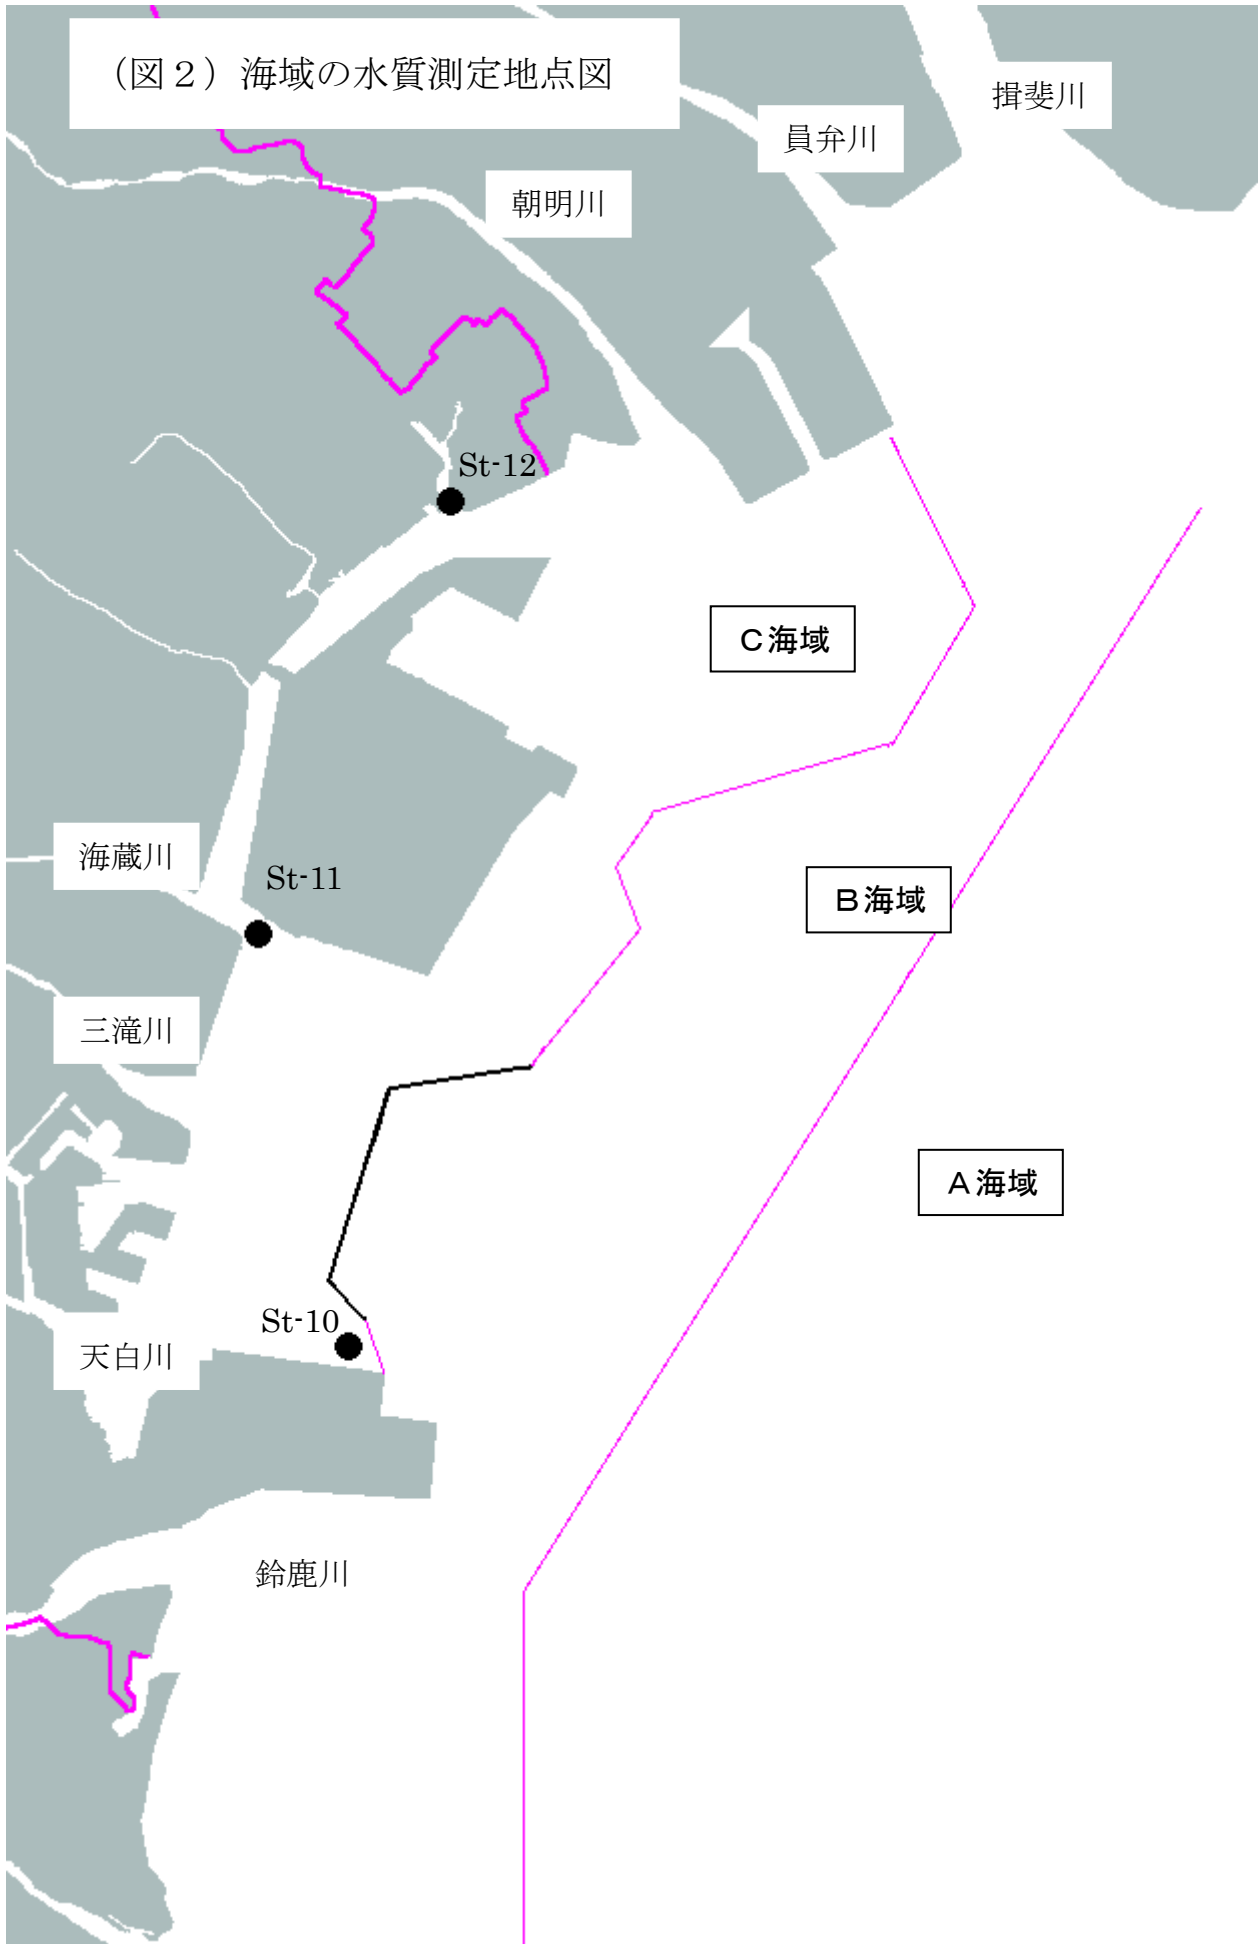 （図２）海域の水質測定地点図
揖斐川
員弁川
朝明川
St-12
Ｃ海域
海蔵川
St-11
Ｂ海域
三滝川
Ａ海域
St-10
天白川
鈴鹿川